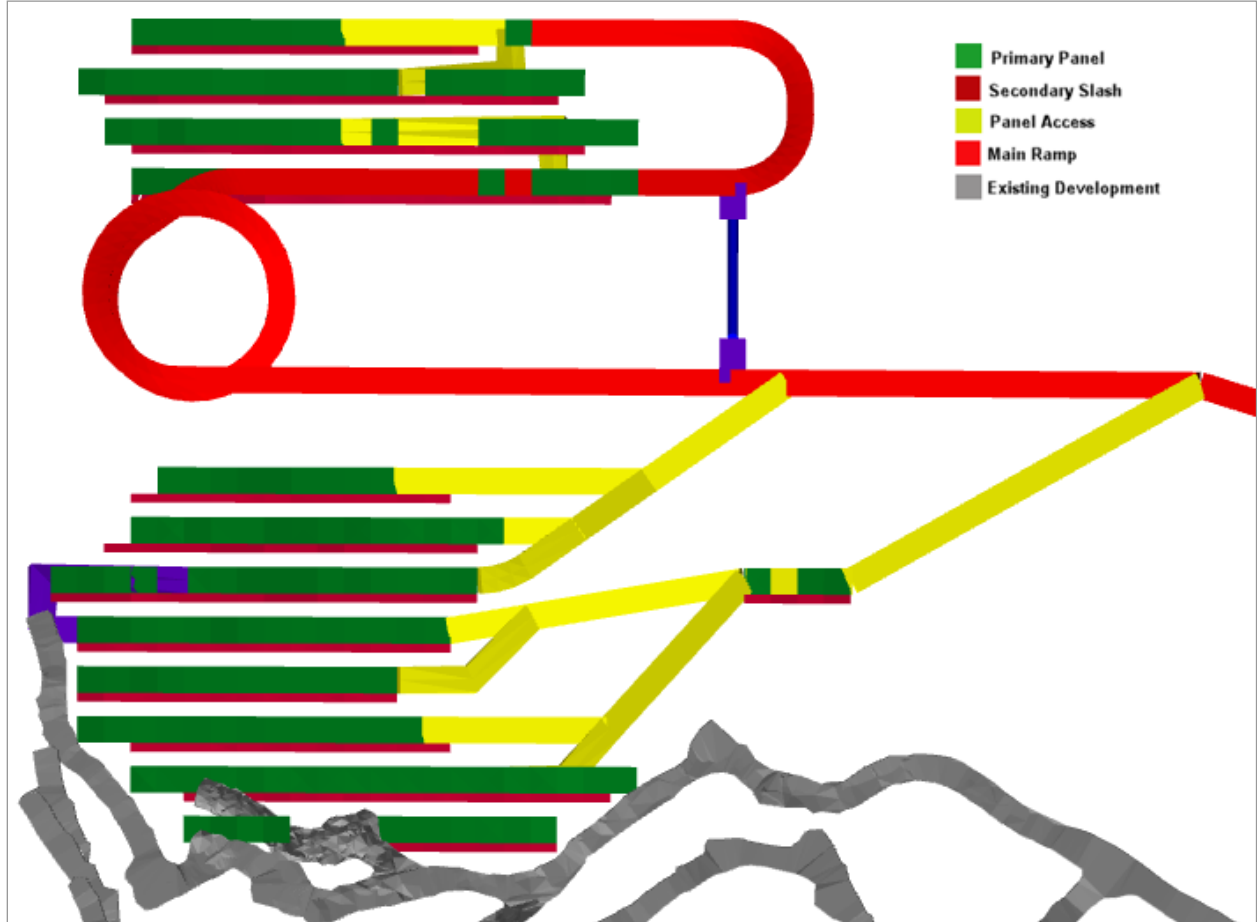 Primary Panel
Secondary Slash
Panel Access
Main Ramp
Existing Development